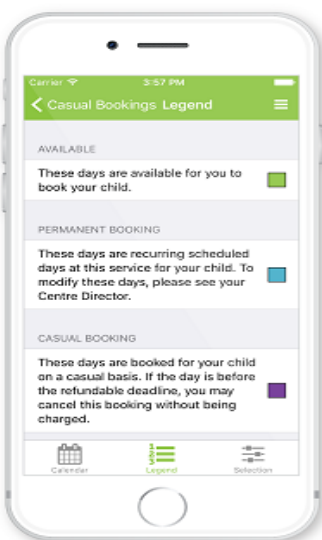 Carrier 3:57 PM
Casual Bookings Legend
AVAILABLE
These days are available for you to
book your child.
PERMANENT BOOKING
These days are recurring scheduled
days at this service for your child. To
modify these days, please see your
Centre Director.
CASUAL BOOKING
These days are booked for your child
on a casual basis. If the day is before
the refundable deadline, you may
cancel this booking without being
charged.
Calendar Legend Selection